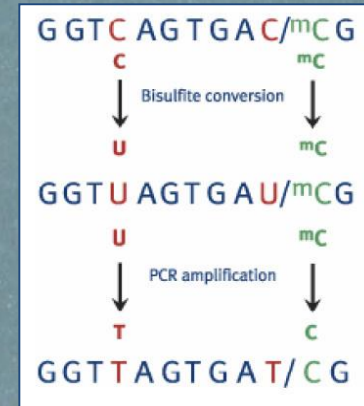 GGTCAGTGAC/ᵐCG
C ᵐC
Bisulfite conversion
U ᵐC
GGTUAGTGAU/ᵐCG
U ᵐC
PCR amplification
T C
GGTTAGTGAT/CG